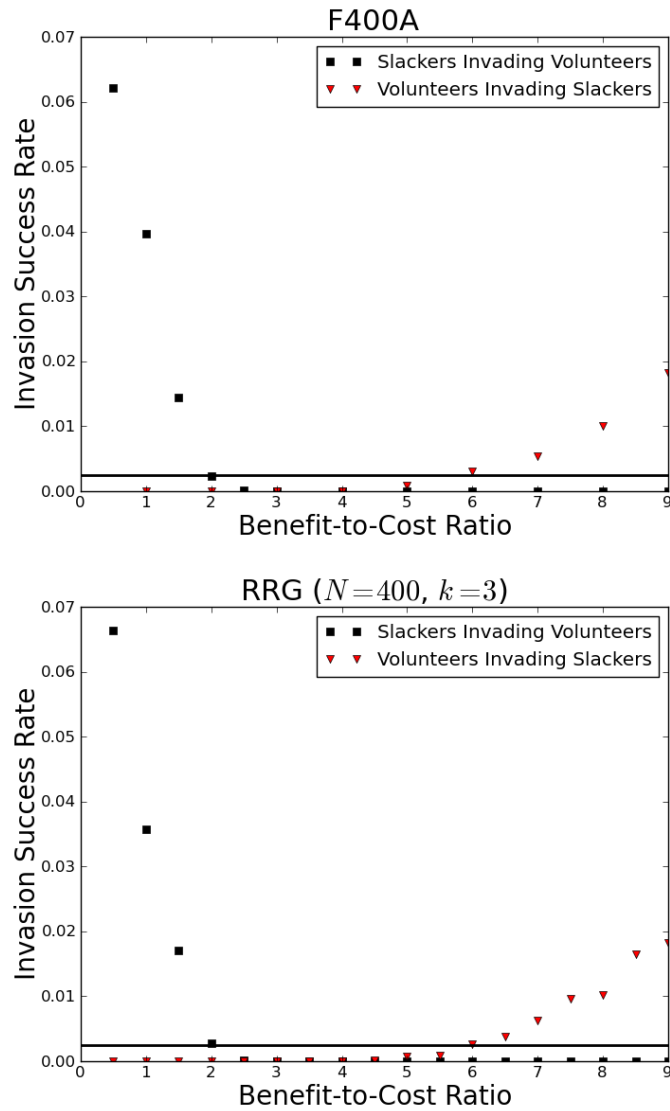 F400A
Slackers Invading Volunteers
Volunteers Invading Slackers
0.07
0.06
0.05
0.04
0.03
0.02
0.01
0.00
Invasion Success Rate
0 1 2 3 4 5 6 7 8 9
Benefit-to-Cost Ratio
RRG (N=400, k=3)
Slackers Invading Volunteers
Volunteers Invading Slackers
0.07
0.06
0.05
0.04
0.03
0.02
0.01
0.00
Invasion Success Rate
0 1 2 3 4 5 6 7 8 9
Benefit-to-Cost Ratio